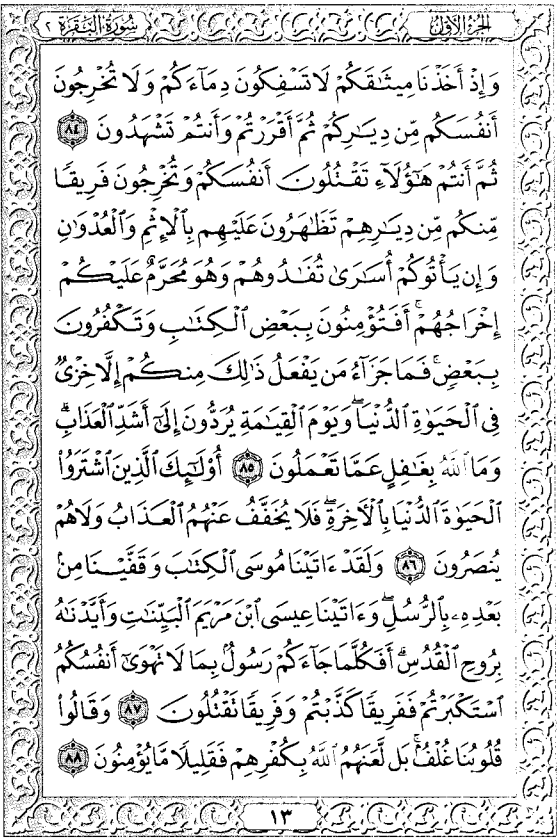 الجزء الأول
سورة البقرة ٢
وَإِذْ أَخَذْنَا مِيثَٰقَكُمْ لَا تَسْفِكُونَ دِمَآءَكُمْ وَلَا تُخْرِجُونَ
أَنفُسَكُم مِّن دِيَٰرِكُمْ ثُمَّ أَقْرَرْتُمْ وَأَنتُمْ تَشْهَدُونَ ٨٤
ثُمَّ أَنتُمْ هَٰٓؤُلَآءِ تَقْتُلُونَ أَنفُسَكُمْ وَتُخْرِجُونَ فَرِيقًا
مِّنكُم مِّن دِيَٰرِهِمْ تَظَٰهَرُونَ عَلَيْهِم بِٱلْإِثْمِ وَٱلْعُدْوَٰنِ
وَإِن يَأْتُوكُمْ أُسَٰرَىٰ تُفَٰدُوهُمْ وَهُوَ مُحَرَّمٌ عَلَيْكُمْ
إِخْرَاجُهُمْ ۚ أَفَتُؤْمِنُونَ بِبَعْضِ ٱلْكِتَٰبِ وَتَكْفُرُونَ
بِبَعْضٍ ۚ فَمَا جَزَآءُ مَن يَفْعَلُ ذَٰلِكَ مِنكُمْ إِلَّا خِزْىٌ
فِى ٱلْحَيَوٰةِ ٱلدُّنْيَا ۖ وَيَوْمَ ٱلْقِيَٰمَةِ يُرَدُّونَ إِلَىٰٓ أَشَدِّ ٱلْعَذَابِ ۗ
وَمَا ٱللَّهُ بِغَٰفِلٍ عَمَّا تَعْمَلُونَ ٨٥ أُو۟لَٰٓئِكَ ٱلَّذِينَ ٱشْتَرَوُا۟
ٱلْحَيَوٰةَ ٱلدُّنْيَا بِٱلْآخِرَةِ ۖ فَلَا يُخَفَّفُ عَنْهُمُ ٱلْعَذَابُ وَلَا هُمْ
يُنصَرُونَ ٨٦ وَلَقَدْ ءَاتَيْنَا مُوسَى ٱلْكِتَٰبَ وَقَفَّيْنَا مِنۢ
بَعْدِهِۦ بِٱلرُّسُلِ ۖ وَءَاتَيْنَا عِيسَى ٱبْنَ مَرْيَمَ ٱلْبَيِّنَٰتِ وَأَيَّدْنَٰهُ
بِرُوحِ ٱلْقُدُسِ ۗ أَفَكُلَّمَا جَآءَكُمْ رَسُولٌۢ بِمَا لَا تَهْوَىٰٓ أَنفُسُكُمُ
ٱسْتَكْبَرْتُمْ فَفَرِيقًا كَذَّبْتُمْ وَفَرِيقًا تَقْتُلُونَ ٨٧ وَقَالُوا۟
قُلُوبُنَا غُلْفٌۢ ۚ بَل لَّعَنَهُمُ ٱللَّهُ بِكُفْرِهِمْ فَقَلِيلًا مَّا يُؤْمِنُونَ ٨٨
١٣